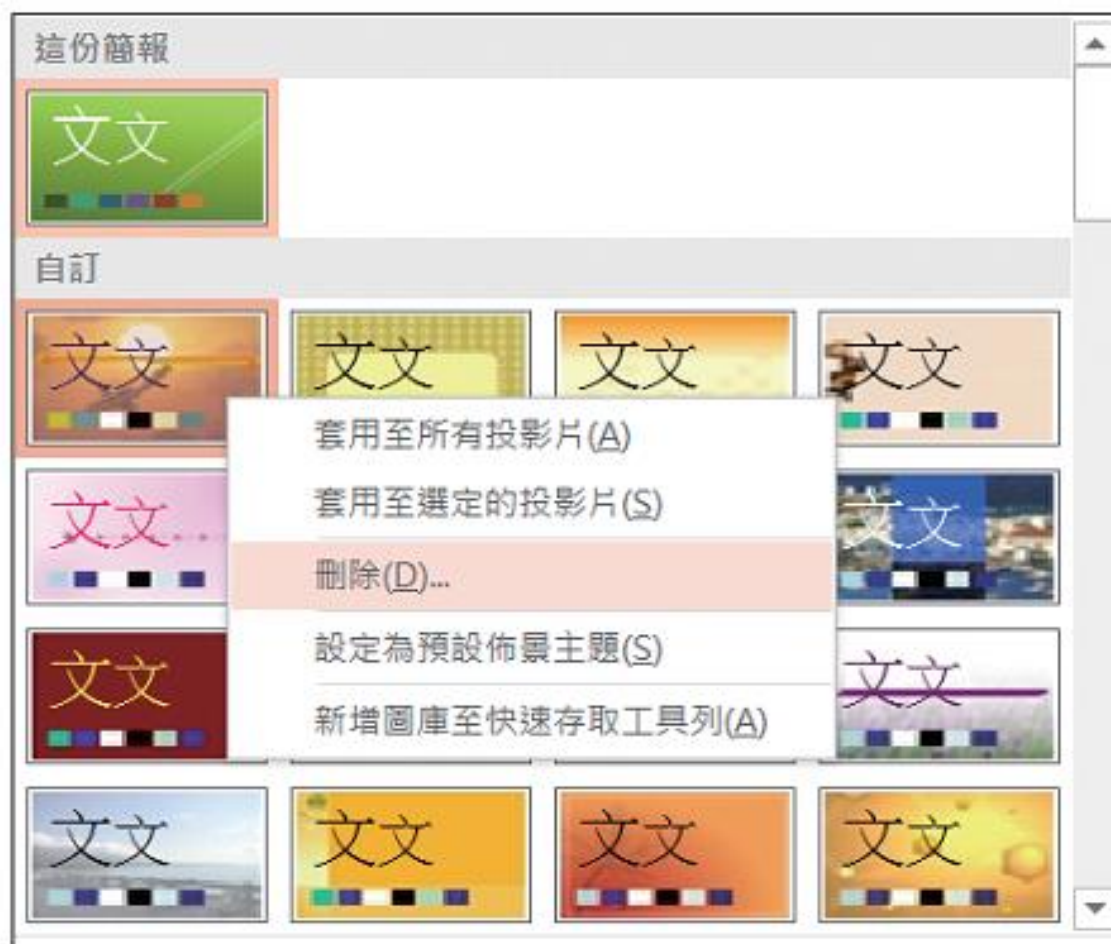 這份簡報
文文
自訂
文文
文文
文文
文文
套用至所有投影片(A)
套用至選定的投影片(S)
刪除(D)...
設定為預設佈景主題(S)
新增圖庫至快速存取工具列(A)
文文
文文
文文
文文
文文
文文
文文
文文